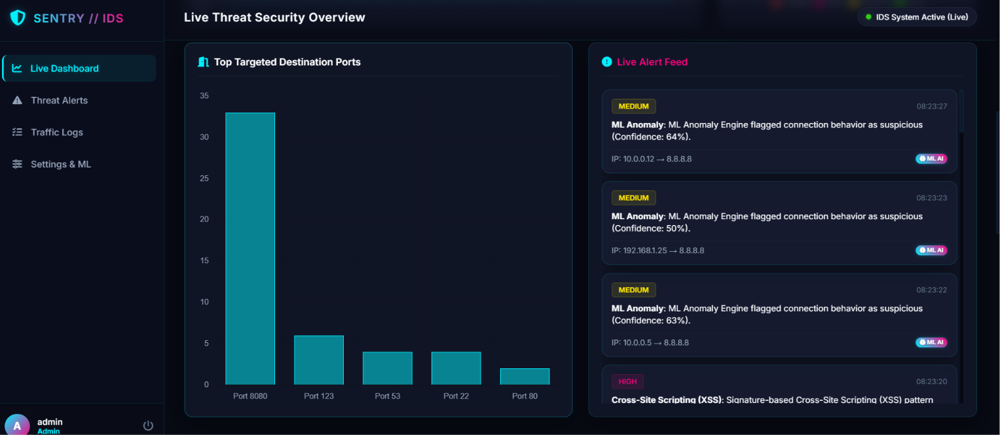 SENTRY // IDS
Live Dashboard
Threat Alerts
Traffic Logs
Settings & ML
A
admin
Admin
Live Threat Security Overview
IDS System Active (Live)
Top Targeted Destination Ports
35
30
25
20
15
10
5
0
Port 8080
Port 123
Port 53
Port 22
Port 80
Live Alert Feed
MEDIUM
08:23:27
ML Anomaly: ML Anomaly Engine flagged connection behavior as suspicious
(Confidence: 64%).
IP: 10.0.0.12 → 8.8.8.8
ML AI
MEDIUM
08:23:23
ML Anomaly: ML Anomaly Engine flagged connection behavior as suspicious
(Confidence: 50%).
IP: 192.168.1.25 → 8.8.8.8
ML AI
MEDIUM
08:23:22
ML Anomaly: ML Anomaly Engine flagged connection behavior as suspicious
(Confidence: 63%).
IP: 10.0.0.5 → 8.8.8.8
ML AI
HIGH
08:23:20
Cross-Site Scripting (XSS): Signature-based Cross-Site Scripting (XSS) pattern